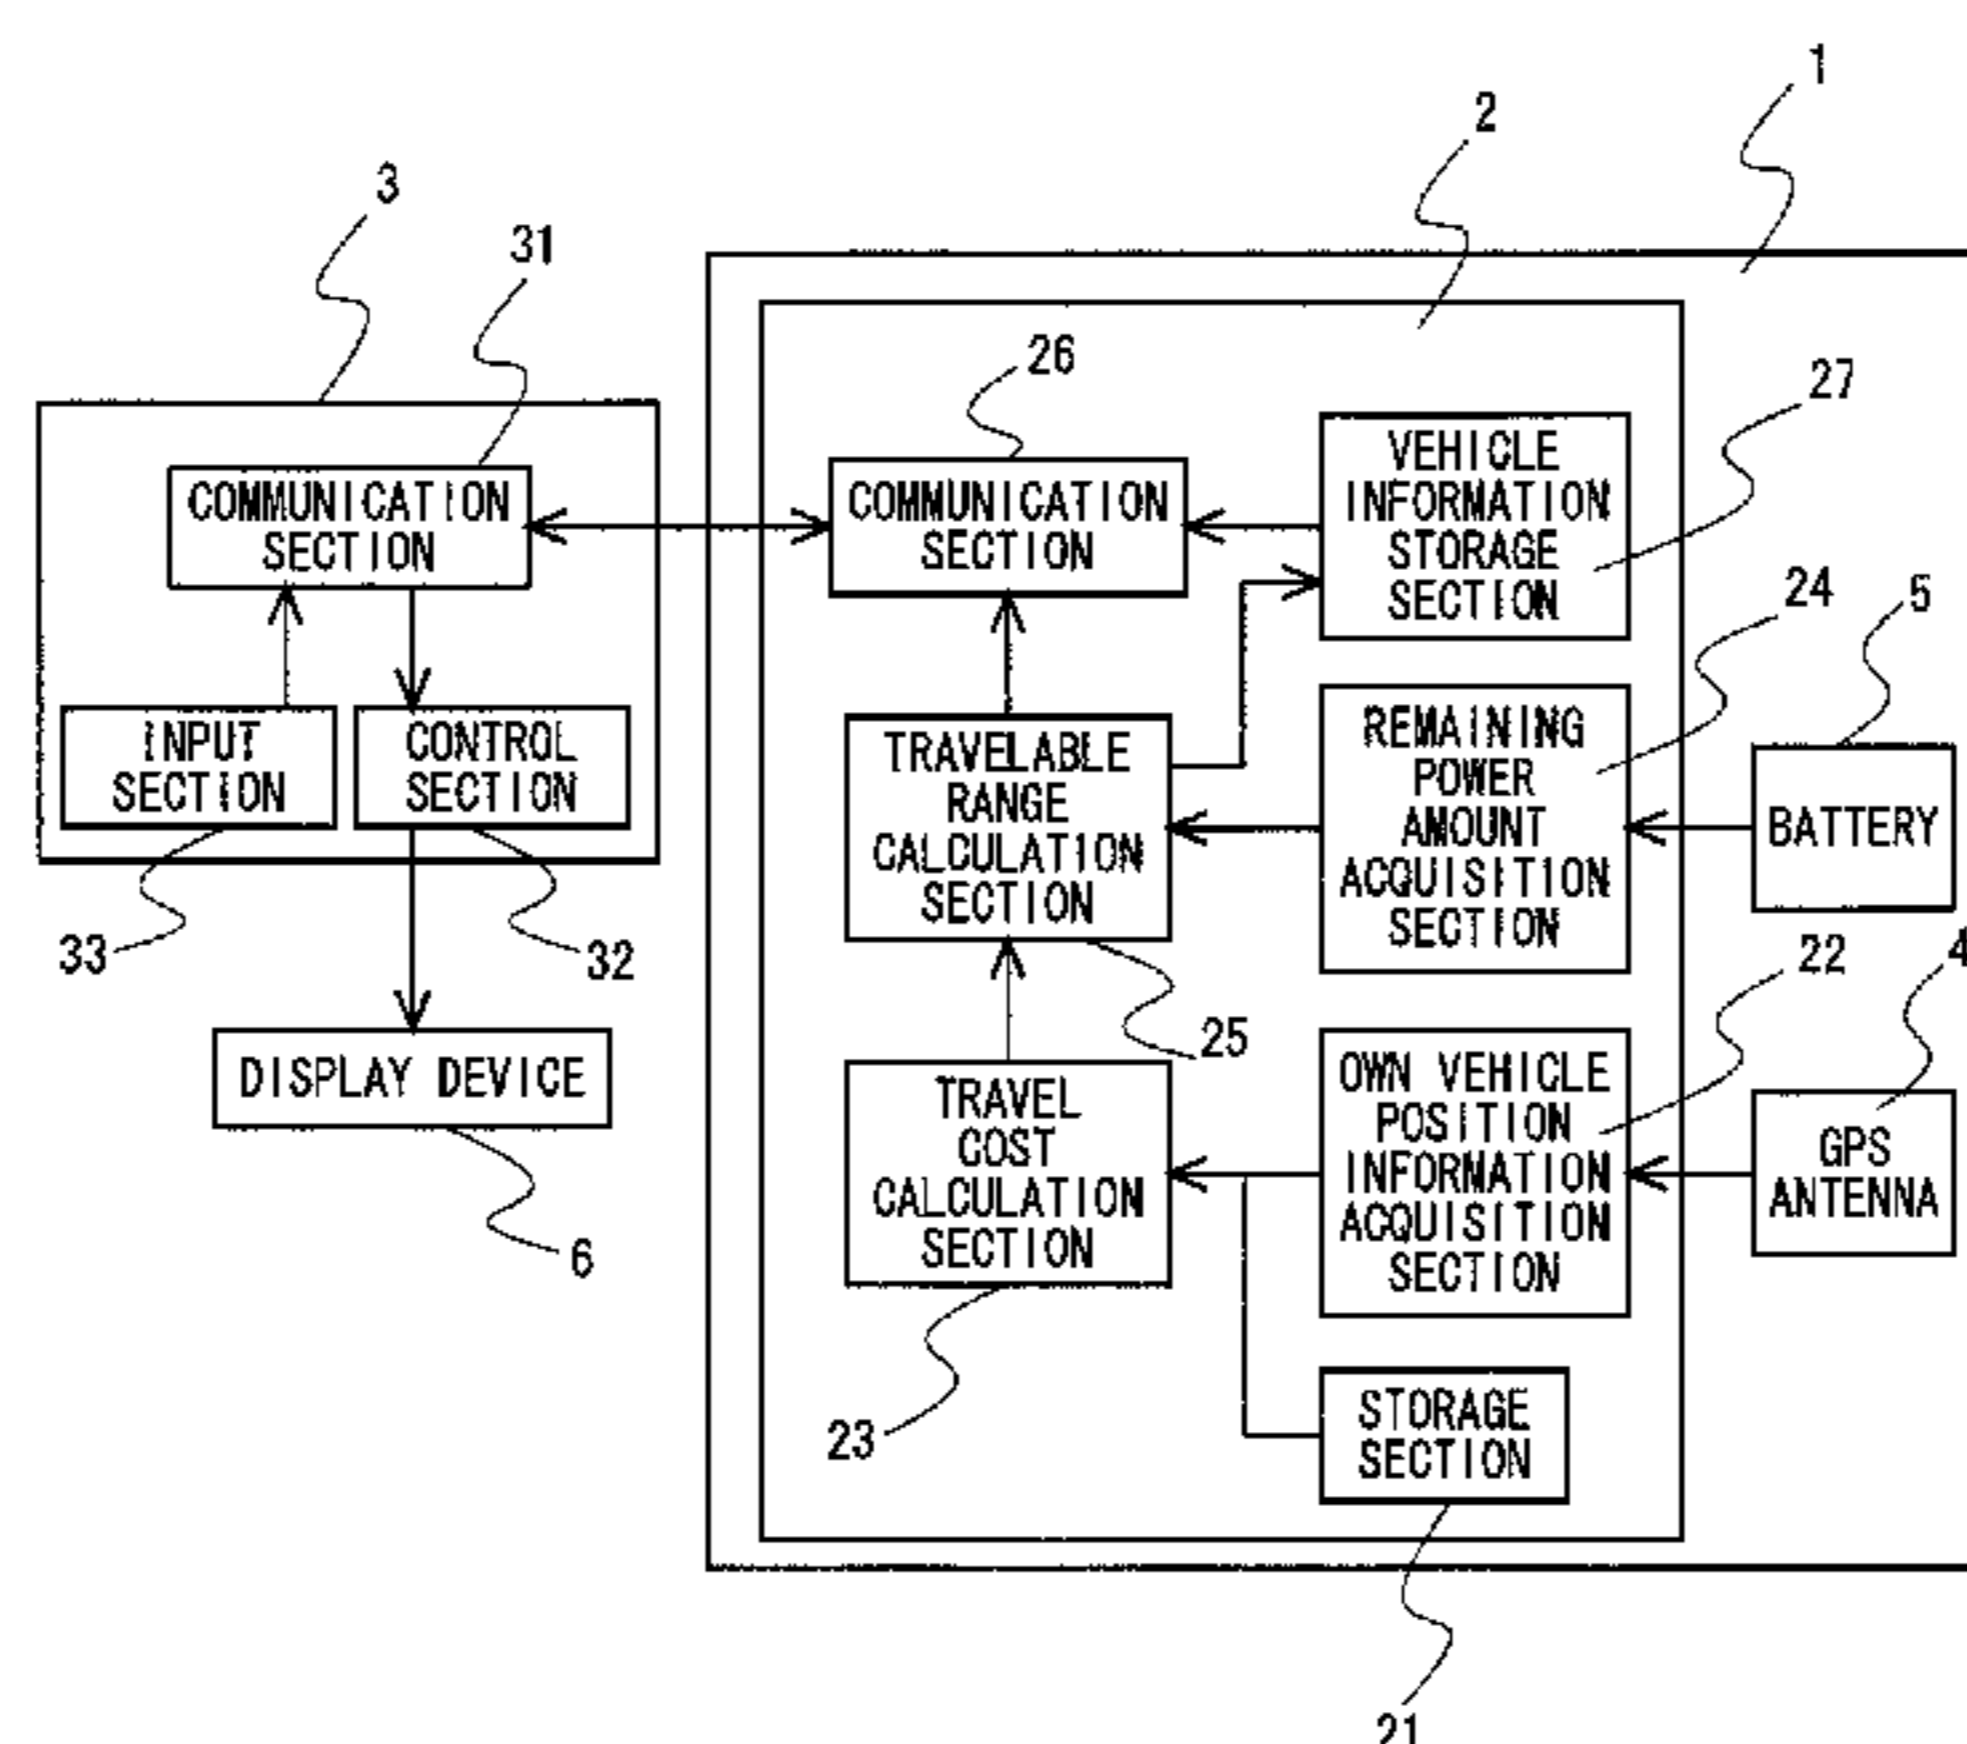 1
2
3
31
26
27
COMMUNICATION
SECTION
COMMUNICATION
SECTION
VEHICLE
INFORMATION
STORAGE
SECTION
24
5
INPUT
SECTION
CONTROL
SECTION
TRAVELABLE
RANGE
CALCULATION
SECTION
REMAINING
POWER
AMOUNT
ACQUISITION
SECTION
BATTERY
33
32
25
22
4
DISPLAY DEVICE
TRAVEL
COST
CALCULATION
SECTION
OWN VEHICLE
POSITION
INFORMATION
ACQUISITION
SECTION
GPS
ANTENNA
6
23
STORAGE
SECTION
21